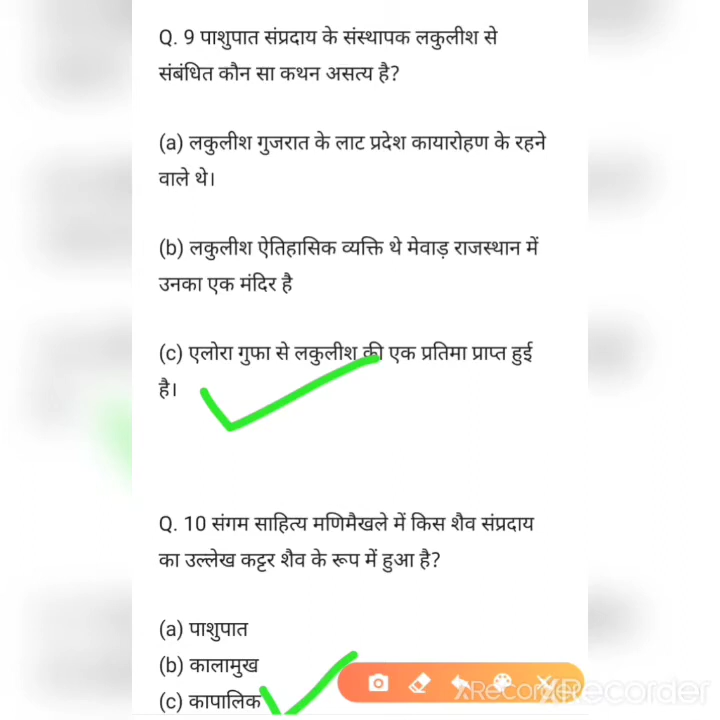 Q. 9 पाशुपात संप्रदाय के संस्थापक लकुलीश से
संबंधित कौन सा कथन असत्य है?
(a) लकुलीश गुजरात के लाट प्रदेश कायारोहण के रहने
वाले थे।
(b) लकुलीश ऐतिहासिक व्यक्ति थे मेवाड़ राजस्थान में
उनका एक मंदिर है
(c) एलोरा गुफा से लकुलीश की एक प्रतिमा प्राप्त हुई
है।
Q. 10 संगम साहित्य मणिमैखले में किस शैव संप्रदाय
का उल्लेख कट्टर शैव के रूप में हुआ है?
(a) पाशुपात
(b) कालामुख
(c) कापालिक
XRecorder